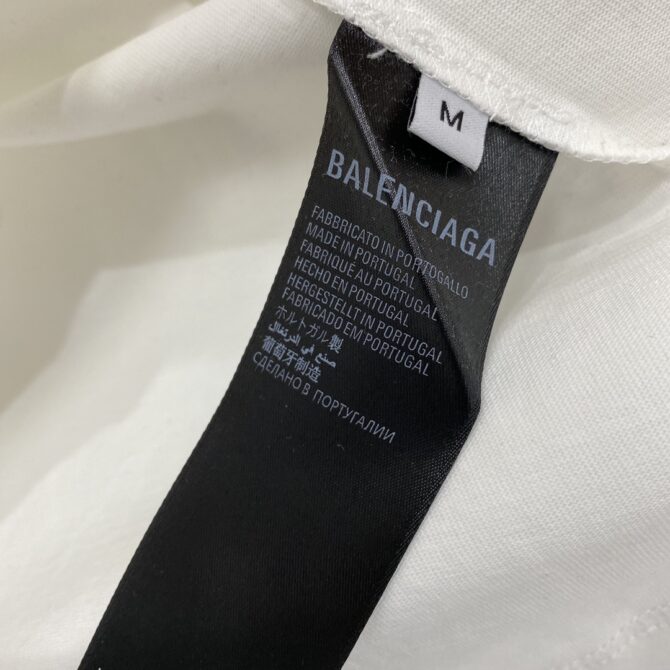 M
BALENCIAGA
FABBRICATO IN PORTOGALLO
MADE IN PORTUGAL
FABRIQUE AU PORTUGAL
HECHO EN PORTUGAL
HERGESTELLT IN PORTUGAL
FABRICADO EM PORTUGAL
ポルトガル製
صنع في البرتغال
葡萄牙制造
СДЕЛАНО В ПОРТУГАЛИИ